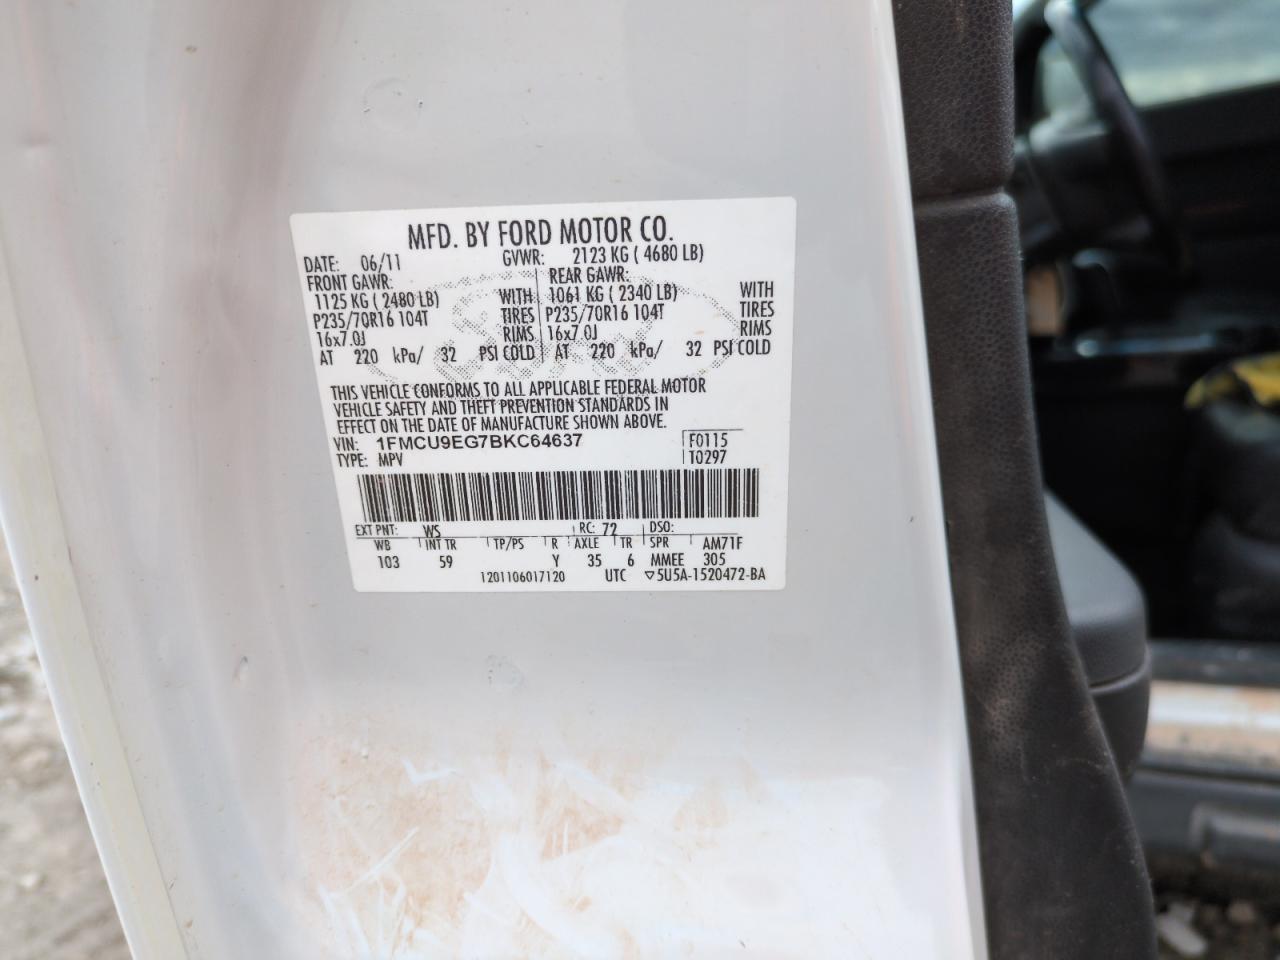 MFD. BY FORD MOTOR CO.
DATE: 06/11 GVWR: 2123 KG ( 4680 LB)
FRONT GAWR: REAR GAWR:
1125 KG ( 2480 LB) WITH 1061 KG ( 2340 LB) WITH
P235/70R16 104T TIRES P235/70R16 104T TIRES
16x7.0J RIMS 16x7.0J RIMS
AT 220 kPa/ 32 PSI COLD AT 220 kPa/ 32 PSI COLD
THIS VEHICLE CONFORMS TO ALL APPLICABLE FEDERAL MOTOR
VEHICLE SAFETY AND THEFT PREVENTION STANDARDS IN
EFFECT ON THE DATE OF MANUFACTURE SHOWN ABOVE.
VIN: 1FMCU9EG7BKC64637 F0115
TYPE: MPV T0297
EXT PNT: WS RC: 72 DSO:
WB INT TR TP/PS R AXLE TR SPR AM71F
103 59 Y 35 6 MMEE 305
1201106017120 UTC ▽5U5A-1520472-BA